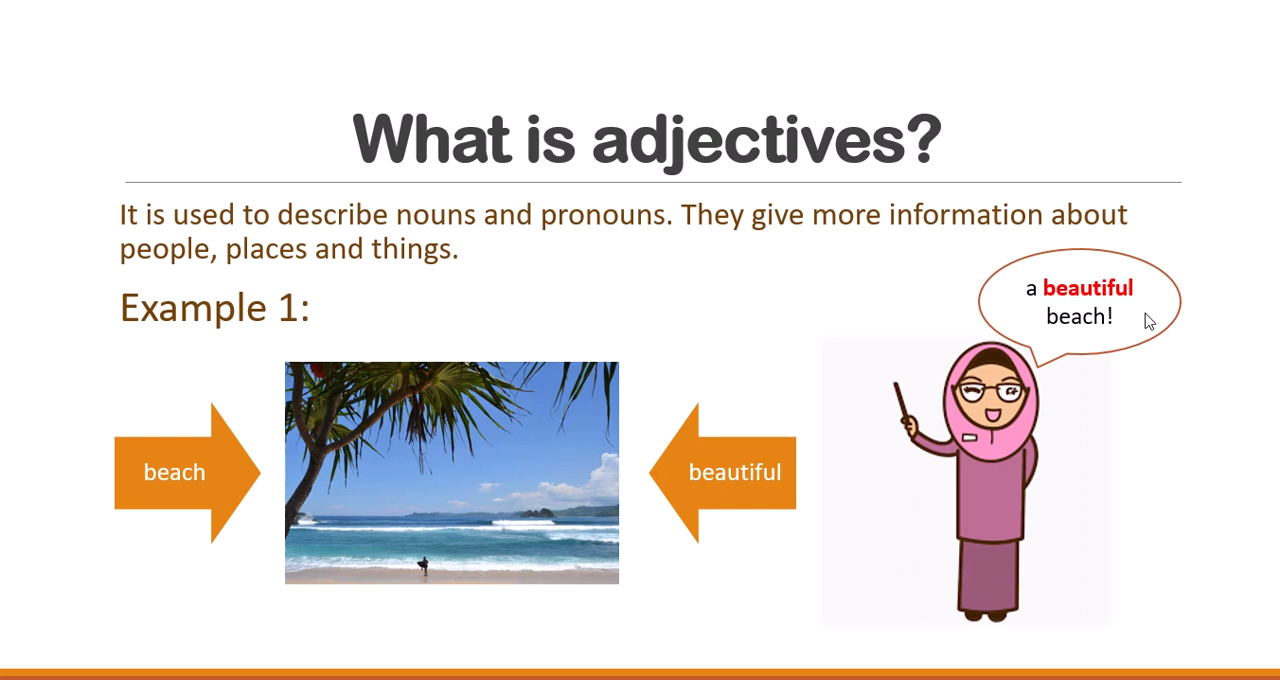 What is adjectives?
It is used to describe nouns and pronouns. They give more information about
people, places and things.
Example 1:
a beautiful
beach!
beach
beautiful